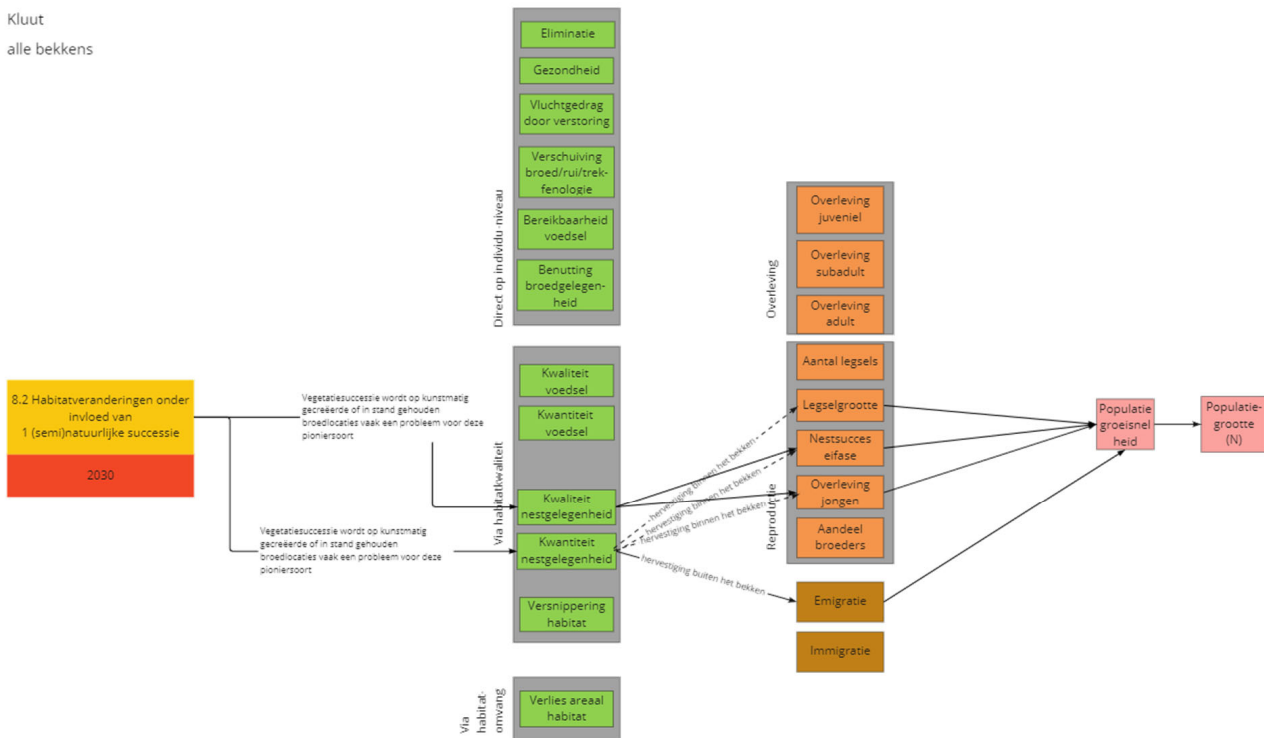 Kluut
alle bekkens
Direct op individu-niveau
Eliminatie
Gezondheid
Vluchtgedrag
door verstoring
Verschuiving
broed/rui/trek-
fenologie
Bereikbaarheid
voedsel
Benutting
broedgelegen-
heid
8.2 Habitatveranderingen onder
invloed van
1 (semi)natuurlijke successie
2030
Vegetatiesuccessie wordt op kunstmatig
gecreëerde of in stand gehouden
broedlocaties vaak een probleem voor deze
pioniersoort
Vegetatiesuccessie wordt op kunstmatig
gecreëerde of in stand gehouden
broedlocaties vaak een probleem voor deze
pioniersoort
Via habitatkwaliteit
Kwaliteit
voedsel
Kwantiteit
voedsel
Kwaliteit
nestgelegenheid
Kwantiteit
nestgelegenheid
Versnippering
habitat
Via
habitat-
omvang
Verlies areaal
habitat
hervestiging binnen het bekken
hervestiging binnen het bekken
hervestiging binnen het bekken
hervestiging buiten het bekken
Overleving
Overleving
juveniel
Overleving
subadult
Overleving
adult
Reproductie
Aantal legsels
Legselgrootte
Nestsucces
eifase
Overleving
jongen
Aandeel
broeders
Emigratie
Immigratie
Populatie
groeisnel
heid
Populatie-
grootte
(N)